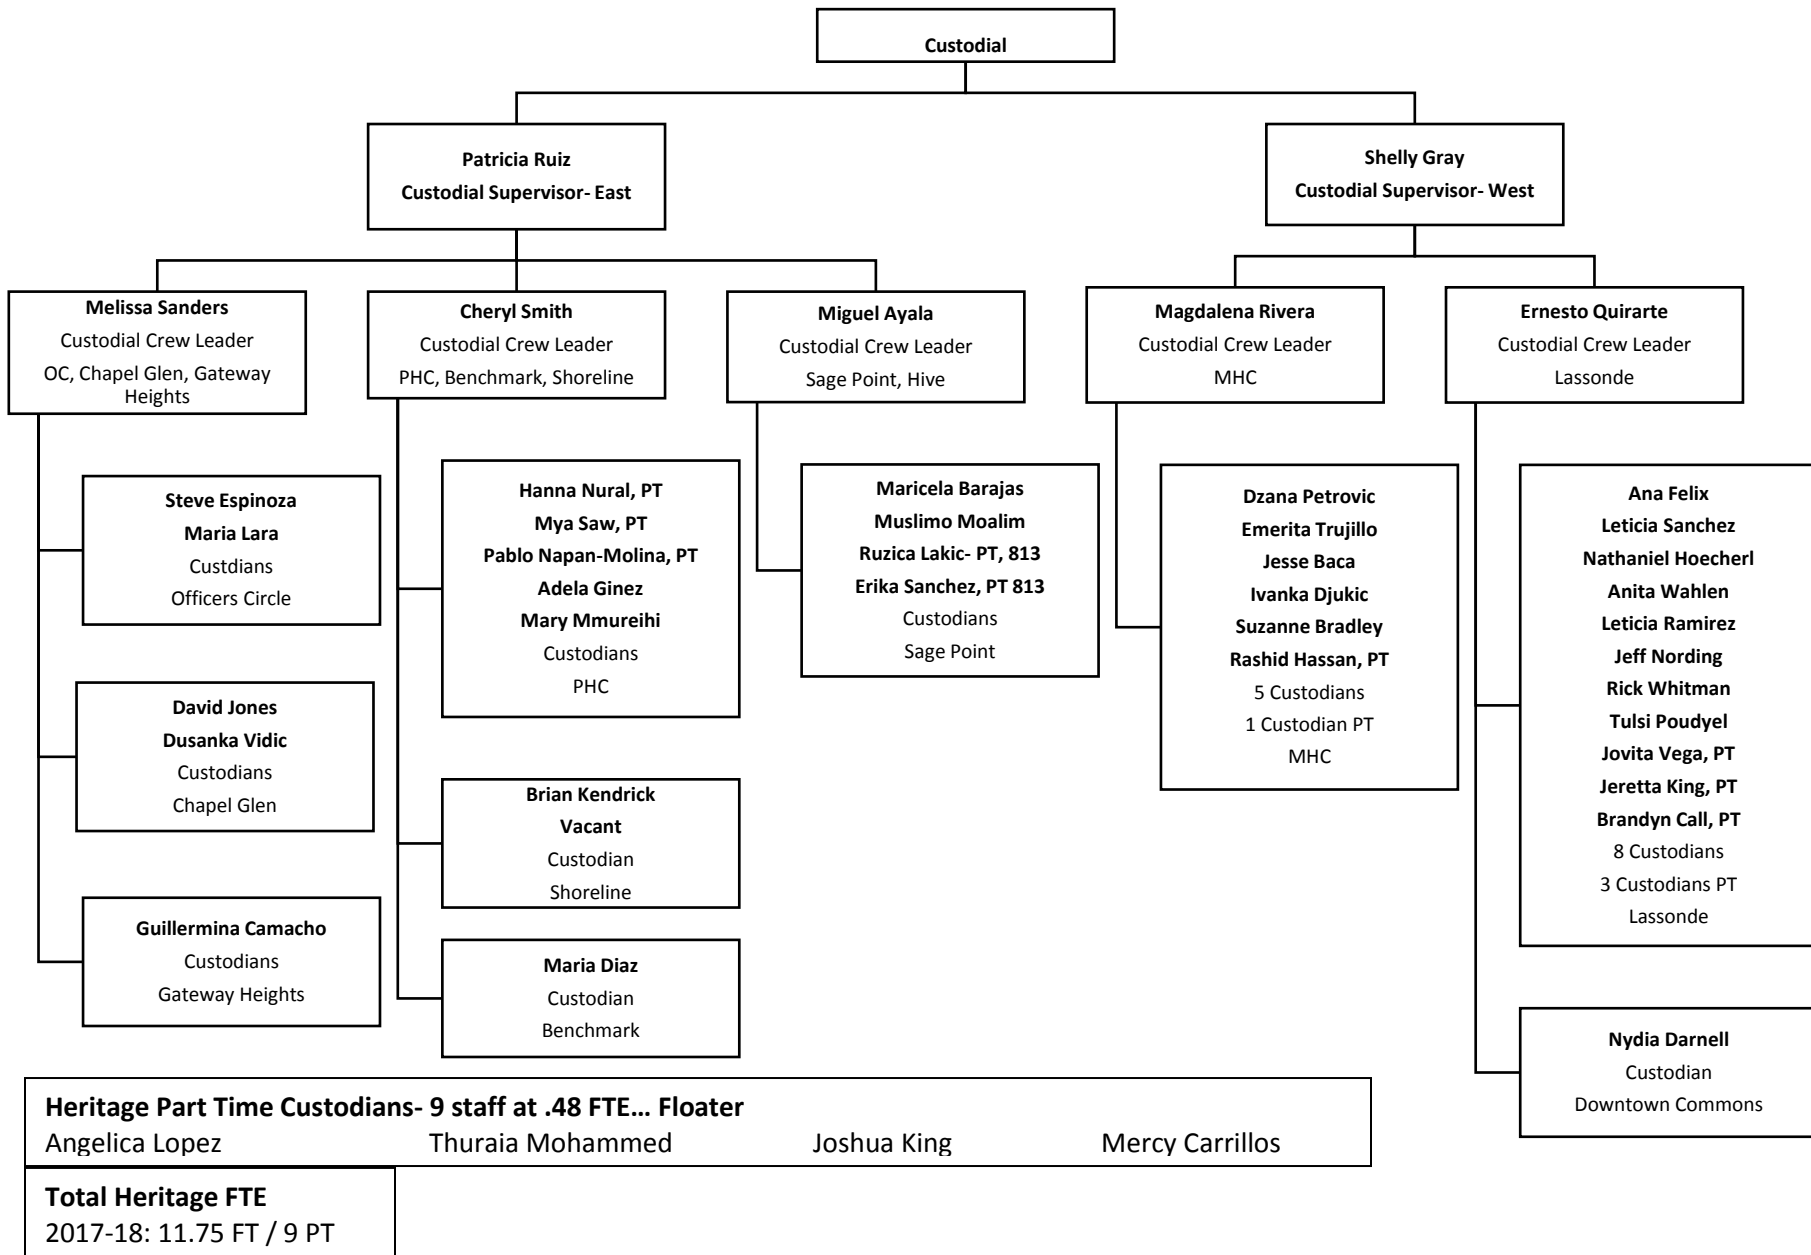 Custodial
Patricia Ruiz
Custodial Supervisor- East
Shelly Gray
Custodial Supervisor- West
Melissa Sanders
Custodial Crew Leader
OC, Chapel Glen, Gateway
Heights
Cheryl Smith
Custodial Crew Leader
PHC, Benchmark, Shoreline
Miguel Ayala
Custodial Crew Leader
Sage Point, Hive
Magdalena Rivera
Custodial Crew Leader
MHC
Ernesto Quirarte
Custodial Crew Leader
Lassonde
Steve Espinoza
Maria Lara
Custdians
Officers Circle
David Jones
Dusanka Vidic
Custodians
Chapel Glen
Guillermina Camacho
Custodians
Gateway Heights
Hanna Nural, PT
Mya Saw, PT
Pablo Napan-Molina, PT
Adela Ginez
Mary Mmureihi
Custodians
PHC
Brian Kendrick
Vacant
Custodian
Shoreline
Maria Diaz
Custodian
Benchmark
Maricela Barajas
Muslimo Moalim
Ruzica Lakic- PT, 813
Erika Sanchez, PT 813
Custodians
Sage Point
Dzana Petrovic
Emerita Trujillo
Jesse Baca
Ivanka Djukic
Suzanne Bradley
Rashid Hassan, PT
5 Custodians
1 Custodian PT
MHC
Ana Felix
Leticia Sanchez
Nathaniel Hoecherl
Anita Wahlen
Leticia Ramirez
Jeff Nording
Rick Whitman
Tulsi Poudyel
Jovita Vega, PT
Jeretta King, PT
Brandyn Call, PT
8 Custodians
3 Custodians PT
Lassonde
Nydia Darnell
Custodian
Downtown Commons
Heritage Part Time Custodians- 9 staff at .48 FTE... Floater
Angelica Lopez Thuraia Mohammed Joshua King Mercy Carrillos
Total Heritage FTE
2017-18: 11.75 FT / 9 PT